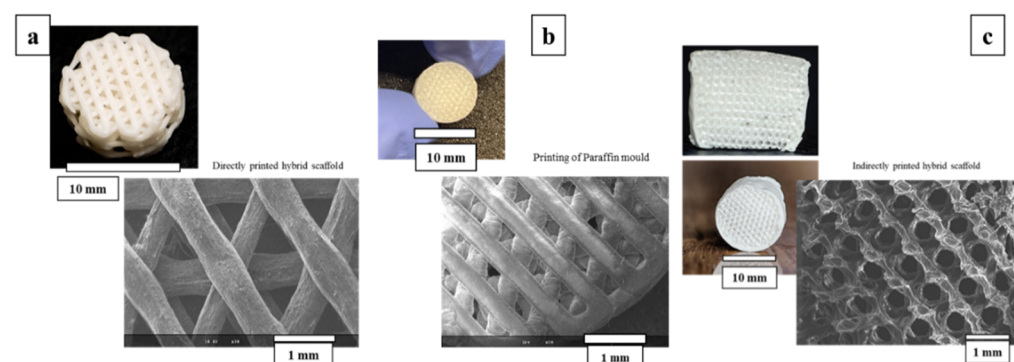 a
b
c
10 mm
Directly printed hybrid scaffold
1 mm
10 mm
Printing of Paraffin mould
1 mm
10 mm
Indirectly printed hybrid scaffold
1 mm